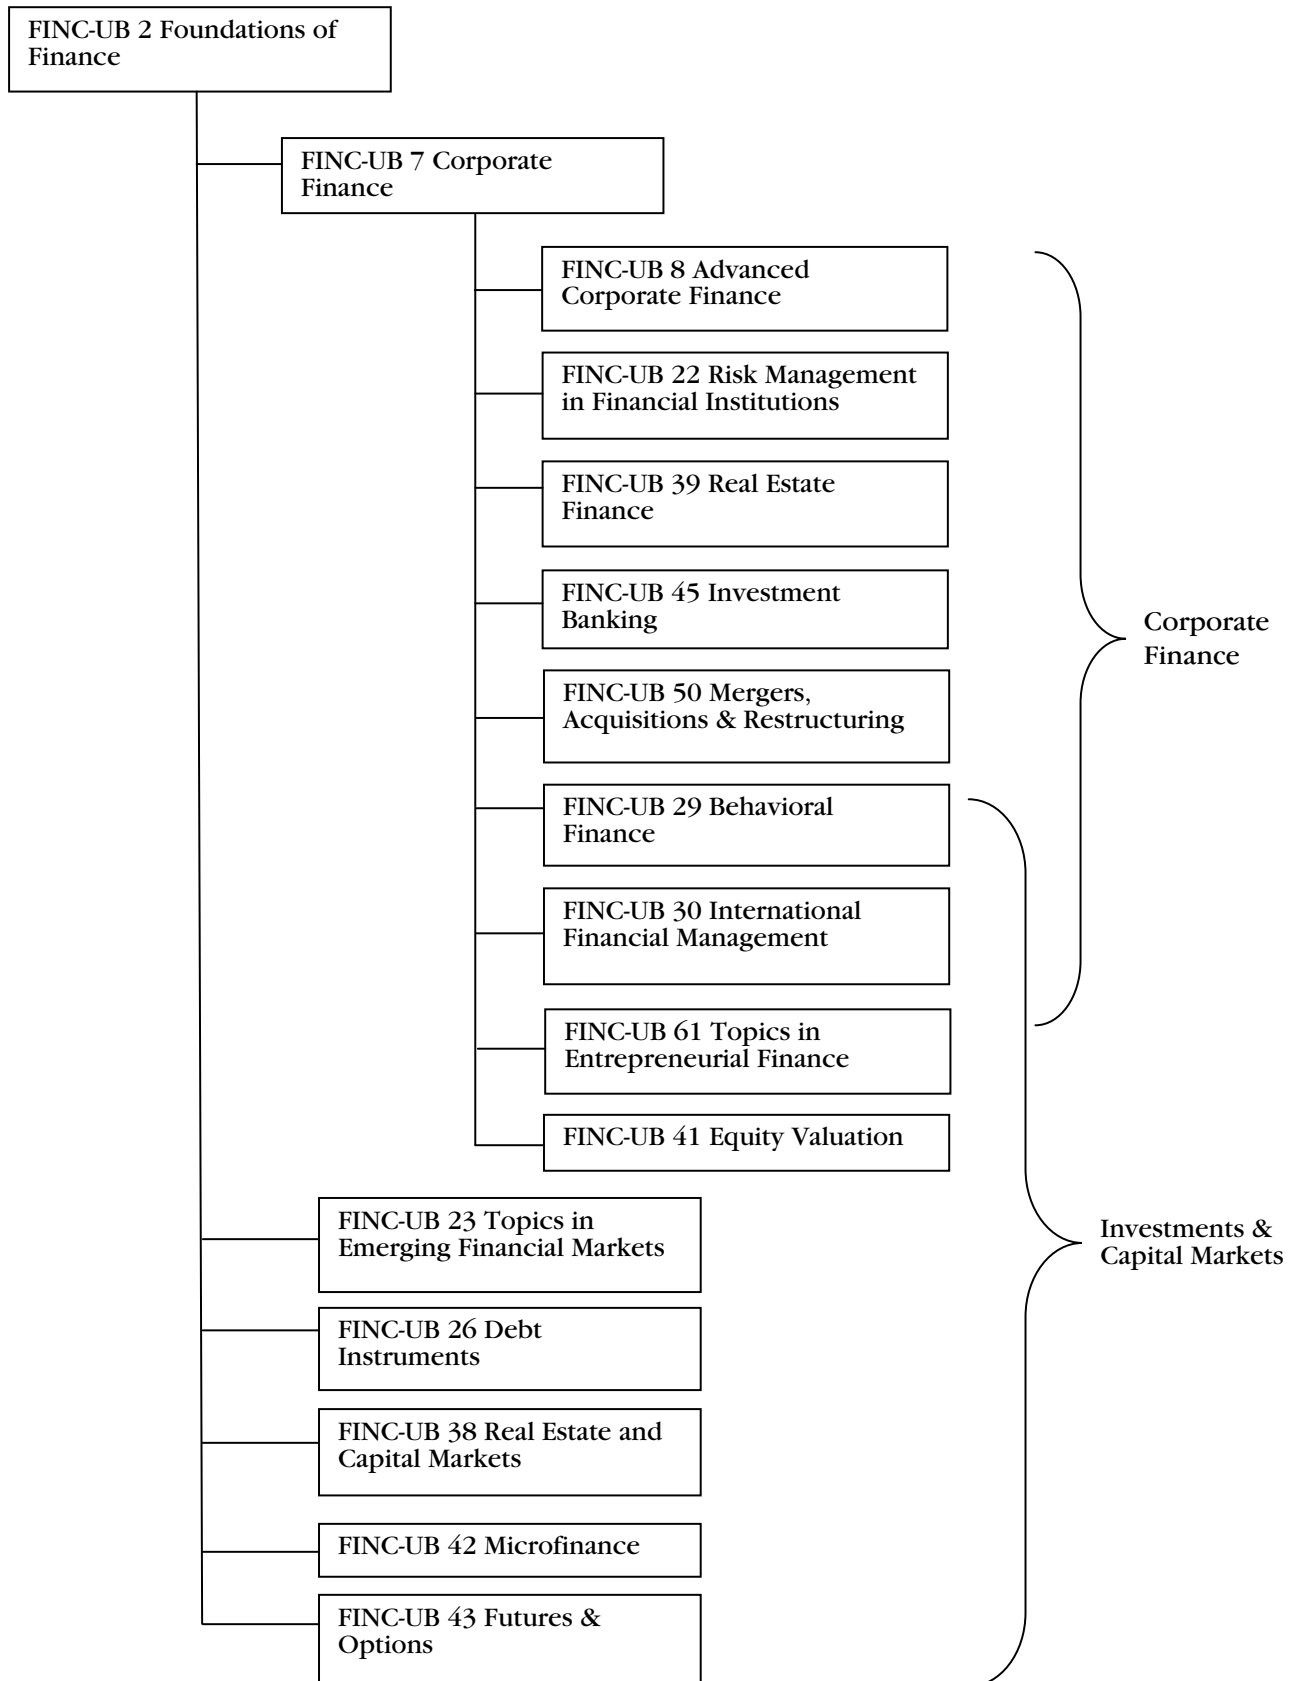 FINC-UB 2 Foundations of
Finance
FINC-UB 7 Corporate
Finance
FINC-UB 8 Advanced
Corporate Finance
FINC-UB 22 Risk Management
in Financial Institutions
FINC-UB 39 Real Estate
Finance
FINC-UB 45 Investment
Banking
FINC-UB 50 Mergers,
Acquisitions & Restructuring
FINC-UB 29 Behavioral
Finance
FINC-UB 30 International
Financial Management
FINC-UB 61 Topics in
Entrepreneurial Finance
FINC-UB 41 Equity Valuation
Corporate
Finance
FINC-UB 23 Topics in
Emerging Financial Markets
FINC-UB 26 Debt
Instruments
FINC-UB 38 Real Estate and
Capital Markets
FINC-UB 42 Microfinance
FINC-UB 43 Futures &
Options
Investments &
Capital Markets